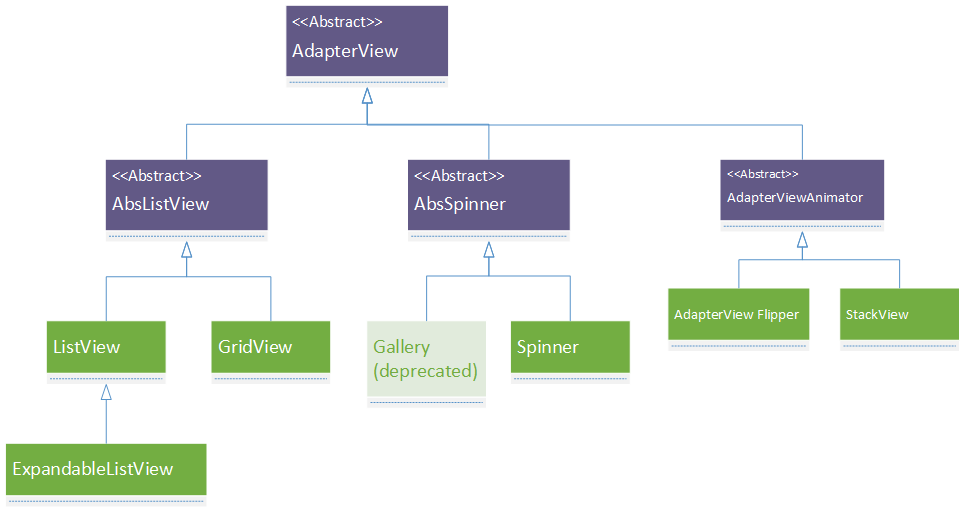 <<Abstract>>
AdapterView
<<Abstract>>
AbsListView
<<Abstract>>
AbsSpinner
<<Abstract>>
AdapterViewAnimator
ListView
GridView
Gallery
(deprecated)
Spinner
AdapterView Flipper
StackView
ExpandableListView